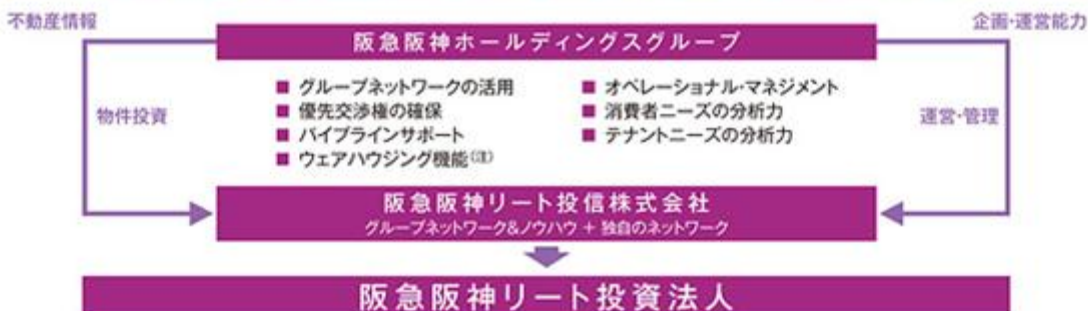 不動産情報
企画・運営能力
阪急阪神ホールディングスグループ
物件投資
運営・管理
■ グループネットワークの活用
■ 優先交渉権の確保
■ パイプラインサポート
■ ウェアハウジング機能(注)
■ オペレーショナル・マネジメント
■ 消費者ニーズの分析力
■ テナントニーズの分析力
阪急阪神リート投信株式会社
グループネットワーク&ノウハウ + 独自のネットワーク
阪急阪神リート投資法人